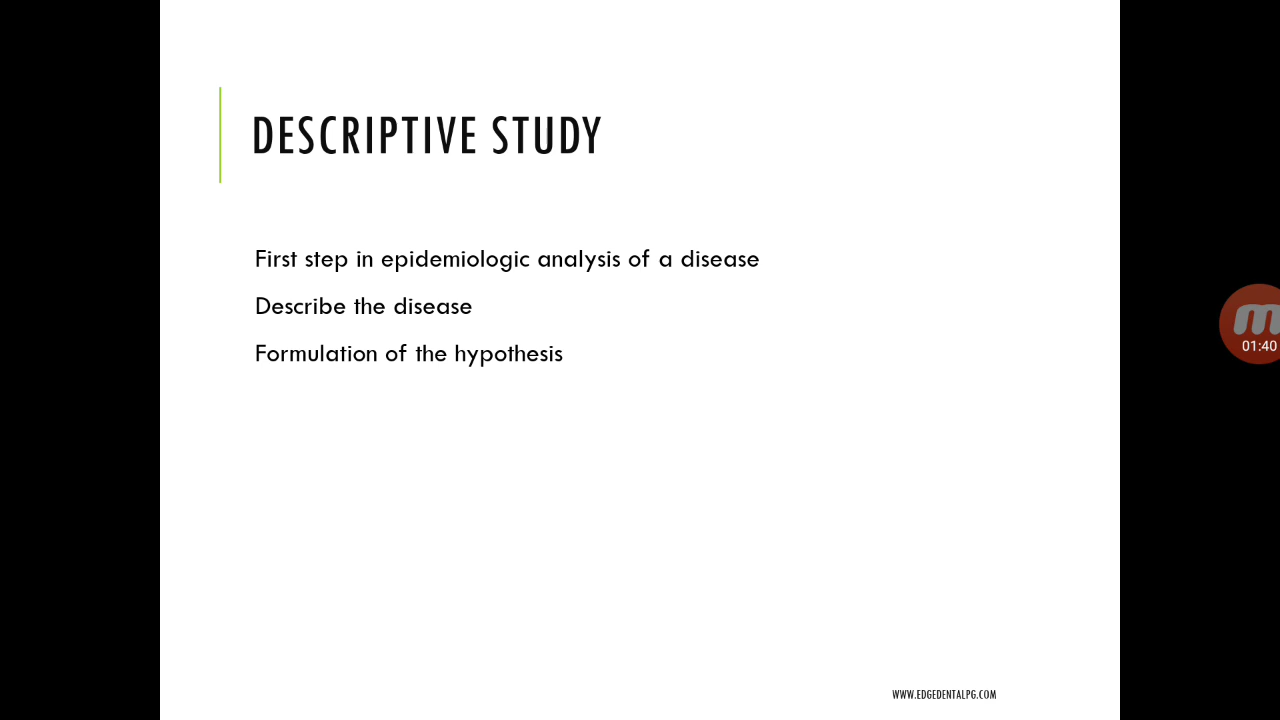 DESCRIPTIVE STUDY
First step in epidemiologic analysis of a disease
Describe the disease
Formulation of the hypothesis
01:40
WWW.EDGEDENTALPG.COM